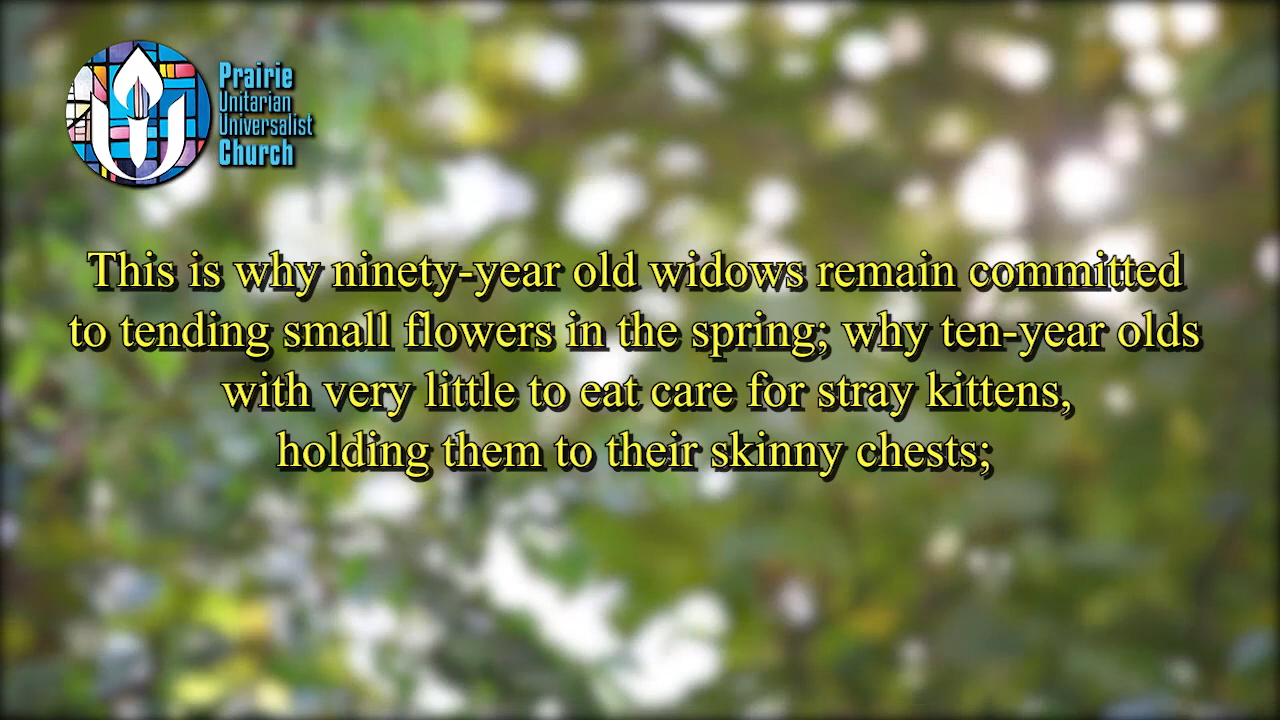 Prairie
Unitarian
Universalist
Church
This is why ninety-year old widows remain committed
to tending small flowers in the spring; why ten-year olds
with very little to eat care for stray kittens,
holding them to their skinny chests;